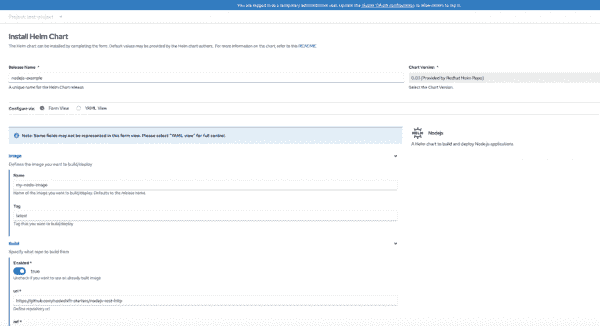 You are logged in as a temporary administrative user. Update the cluster OAuth configuration to allow others to log in.
Project: test-project
Install Helm Chart
The Helm chart can be installed by completing the form. Default values may be provided by the Helm chart authors. For more information on the chart, refer to this README.
Release Name *
nodejs-example
A unique name for the Helm Chart release.
Chart Version *
0.0.1 (Provided by Redhat Helm Repo)
Select the Chart Version.
Configure via:
Form View
YAML View
Note: Some fields may not be represented in this form view. Please select "YAML view" for full control.
HELM
Nodejs
A Helm chart to build and deploy Node.js applications
Image
Defines the image you want to build/deploy
Name
my-node-image
Name of the image you want to build/deploy. Defaults to the release name
Tag
latest
Tag that you want to build/deploy
Build
Specify what repo to build from
Enabled *
true
Uncheck if you want to use an already built image
uri *
https://github.com/nodeshift-starters/nodejs-rest-http
Git/Svn repository url
ref *